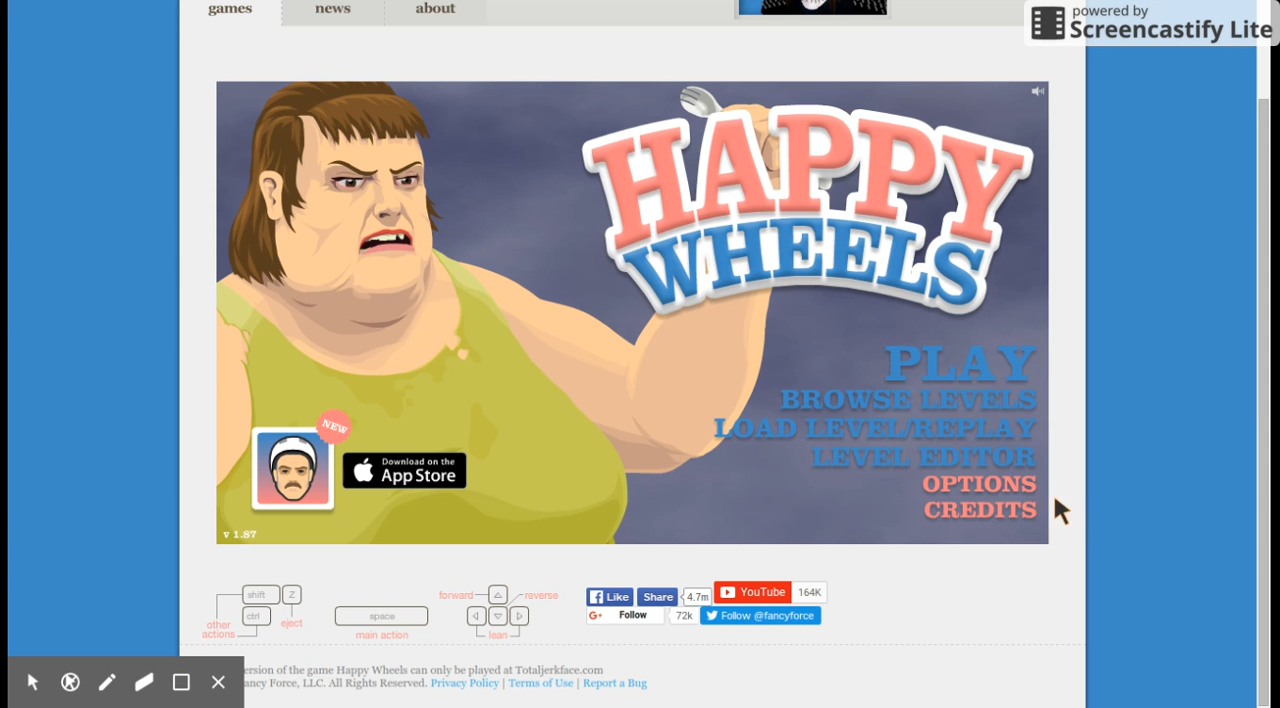 games news about
powered by
Screencastify Lite
HAPPY
WHEELS
PLAY
BROWSE LEVELS
LOAD LEVEL/REPLAY
LEVEL EDITOR
OPTIONS
CREDITS
NEW
Download on the
App Store
v 1.87
shift Z
ctrl
other
actions
eject
space
main action
forward reverse
lean
Like Share 4.7m YouTube 164K
G+ Follow 72k Follow @fancyforce
of the game Happy Wheels can only be played at Totaljerkface.com
Force, LLC. All Rights Reserved. Privacy Policy | Terms of Use | Report a Bug